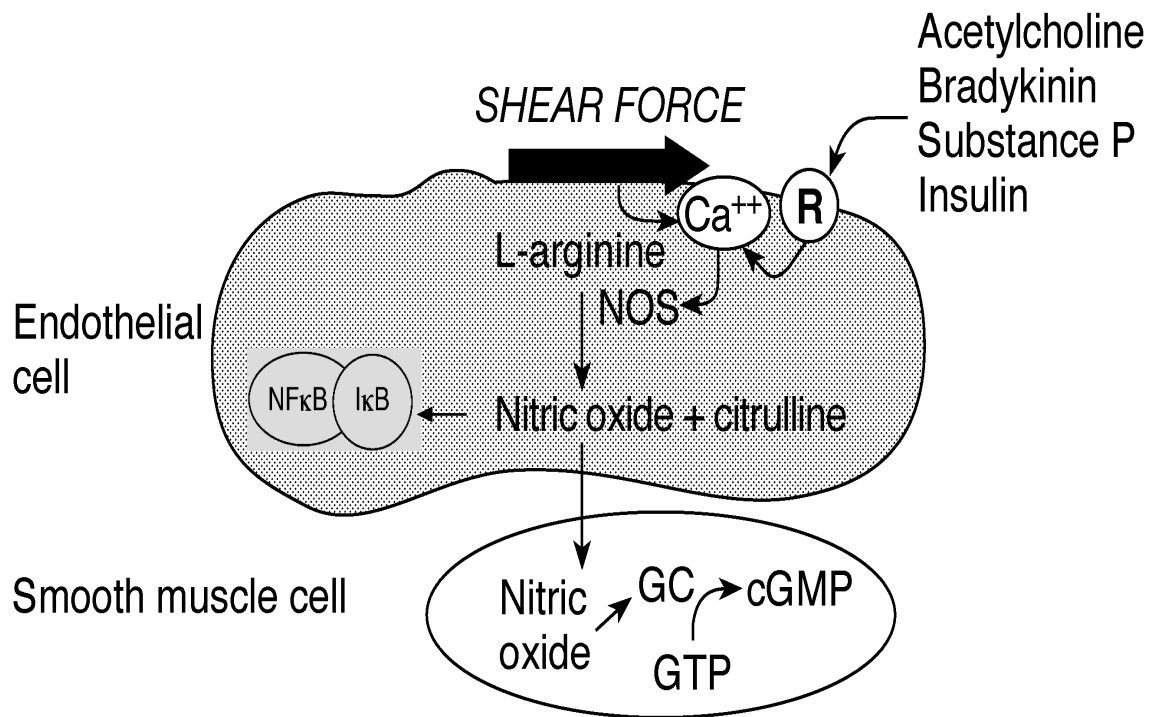 Acetylcholine
Bradykinin
Substance P
Insulin
SHEAR FORCE
Ca++
R
L-arginine
NOS
Endothelial
cell
NFκB
IκB
Nitric oxide + citrulline
Smooth muscle cell
Nitric
oxide
GC
cGMP
GTP